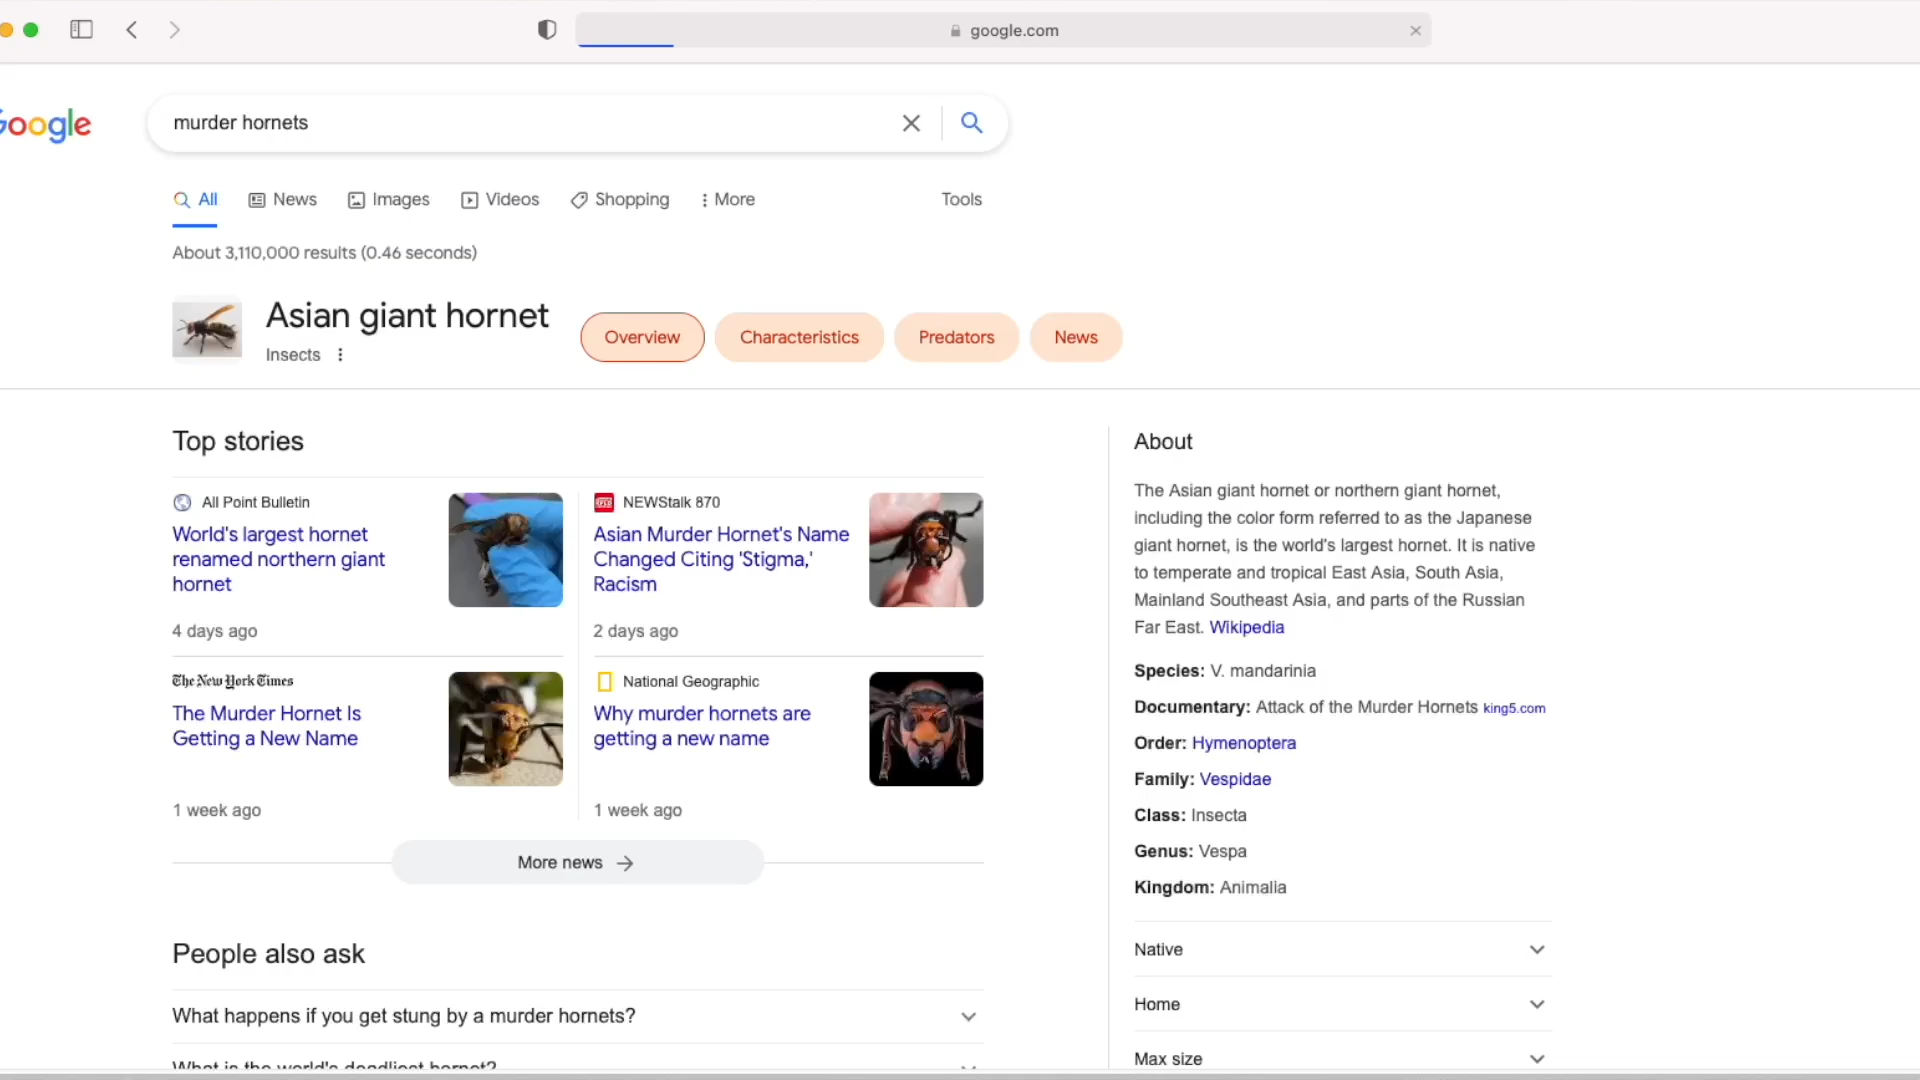 google.com
Google
murder hornets
All
News
Images
Videos
Shopping
More
Tools
About 3,110,000 results (0.46 seconds)
Asian giant hornet
Insects
Overview
Characteristics
Predators
News
Top stories
All Point Bulletin
World's largest hornet
renamed northern giant
hornet
4 days ago
NEWStalk 870
Asian Murder Hornet's Name
Changed Citing 'Stigma,'
Racism
2 days ago
The New York Times
The Murder Hornet Is
Getting a New Name
1 week ago
National Geographic
Why murder hornets are
getting a new name
1 week ago
More news
People also ask
What happens if you get stung by a murder hornets?
What is the world's deadliest hornet?
About
The Asian giant hornet or northern giant hornet,
including the color form referred to as the Japanese
giant hornet, is the world's largest hornet. It is native
to temperate and tropical East Asia, South Asia,
Mainland Southeast Asia, and parts of the Russian
Far East. Wikipedia
Species: V. mandarinia
Documentary: Attack of the Murder Hornets king5.com
Order: Hymenoptera
Family: Vespidae
Class: Insecta
Genus: Vespa
Kingdom: Animalia
Native
Home
Max size